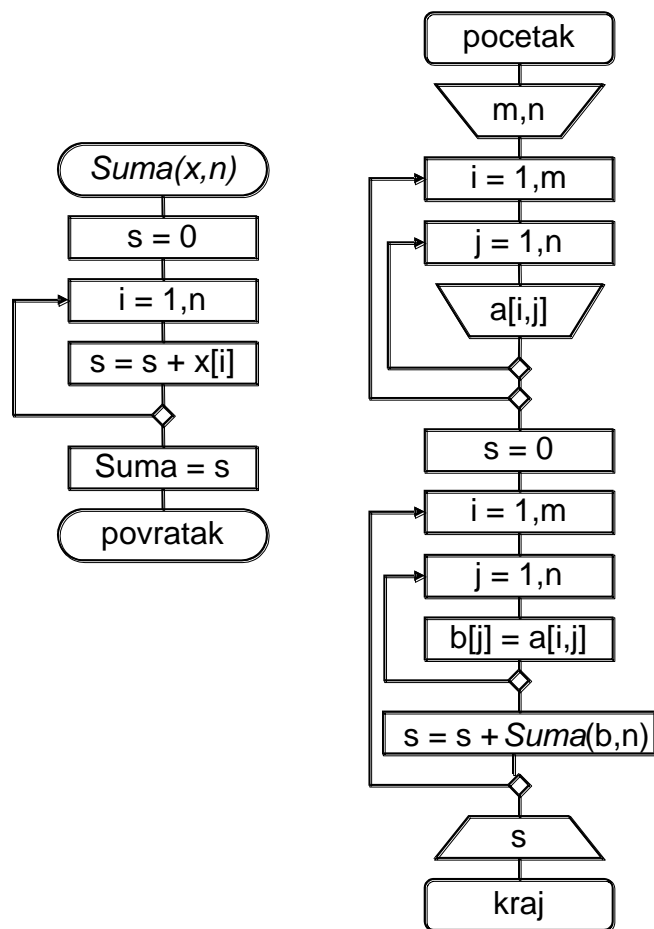 Suma(x,n)
s = 0
i = 1,n
s = s + x[i]
Suma = s
povratak
pocetak
m,n
i = 1,m
j = 1,n
a[i,j]
s = 0
i = 1,m
j = 1,n
b[j] = a[i,j]
s = s + Suma(b,n)
s
kraj